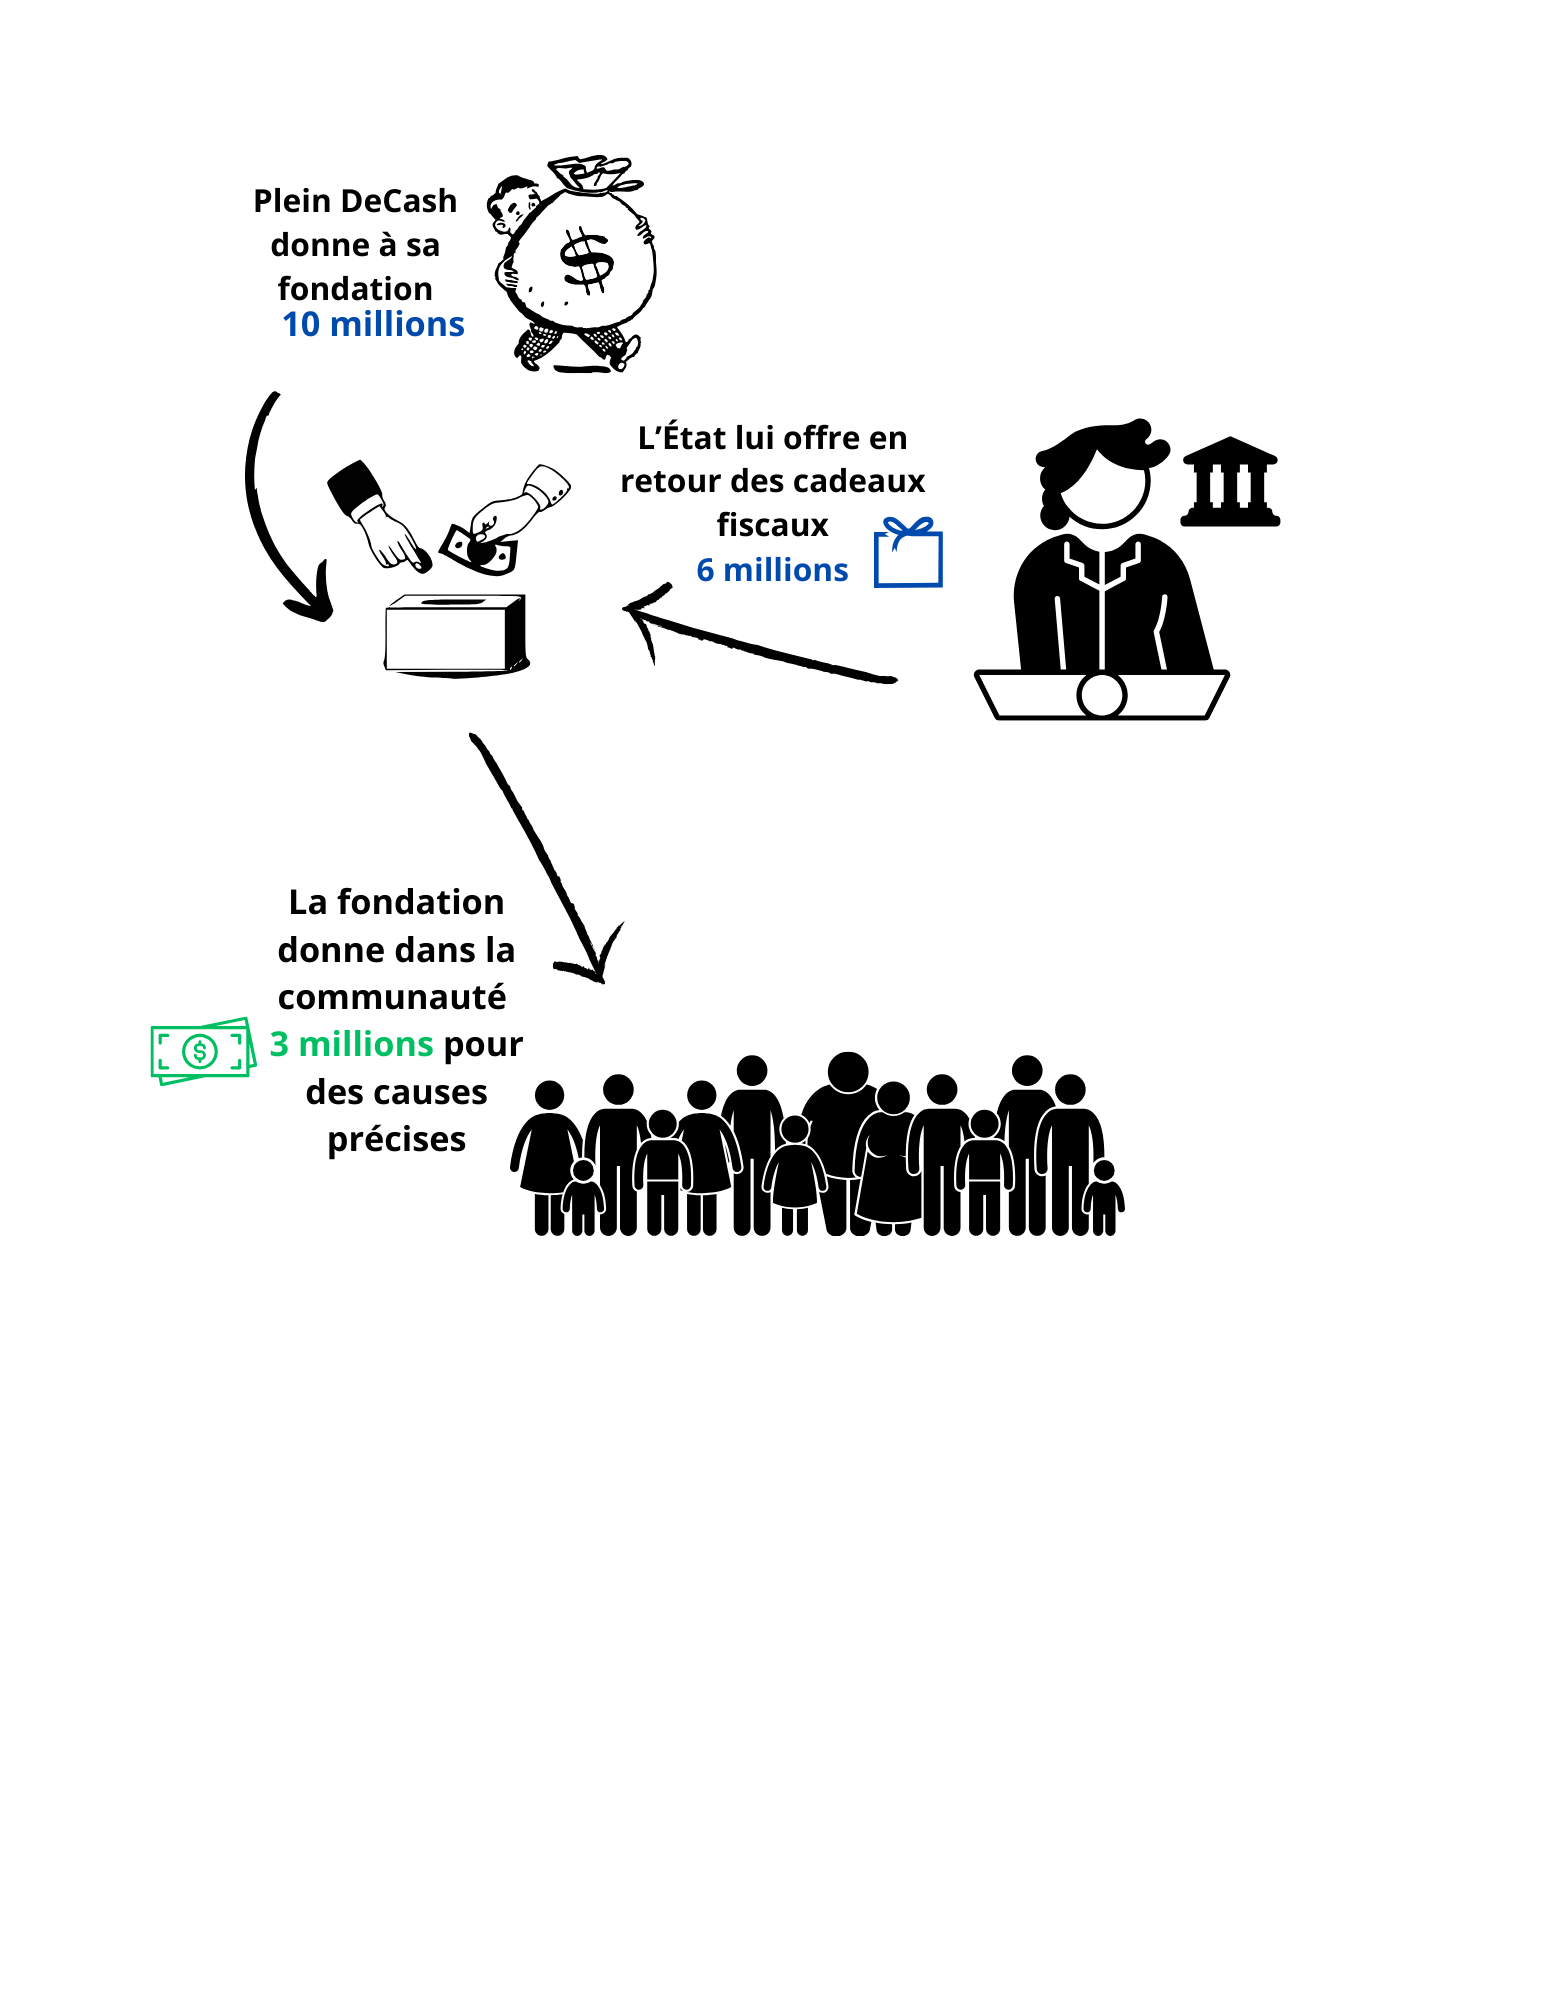 Plein DeCash
donne à sa
fondation
10 millions
L’État lui offre en
retour des cadeaux
fiscaux
6 millions
La fondation
donne dans la
communauté
3 millions pour
des causes
précises